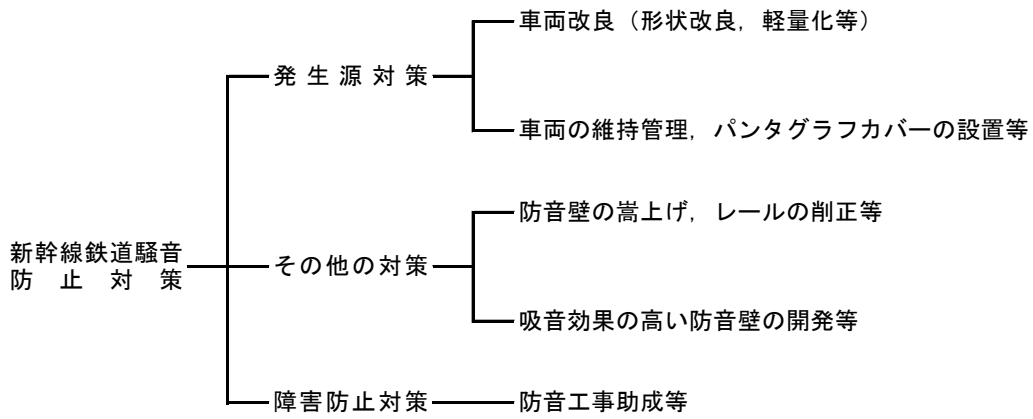 車両改良（形状改良，軽量化等）
発生源対策
車両の維持管理，パンタグラフカバーの設置等
防音壁の嵩上げ，レールの削正等
新幹線鉄道騒音
防止対策
その他の対策
吸音効果の高い防音壁の開発等
障害防止対策
防音工事助成等